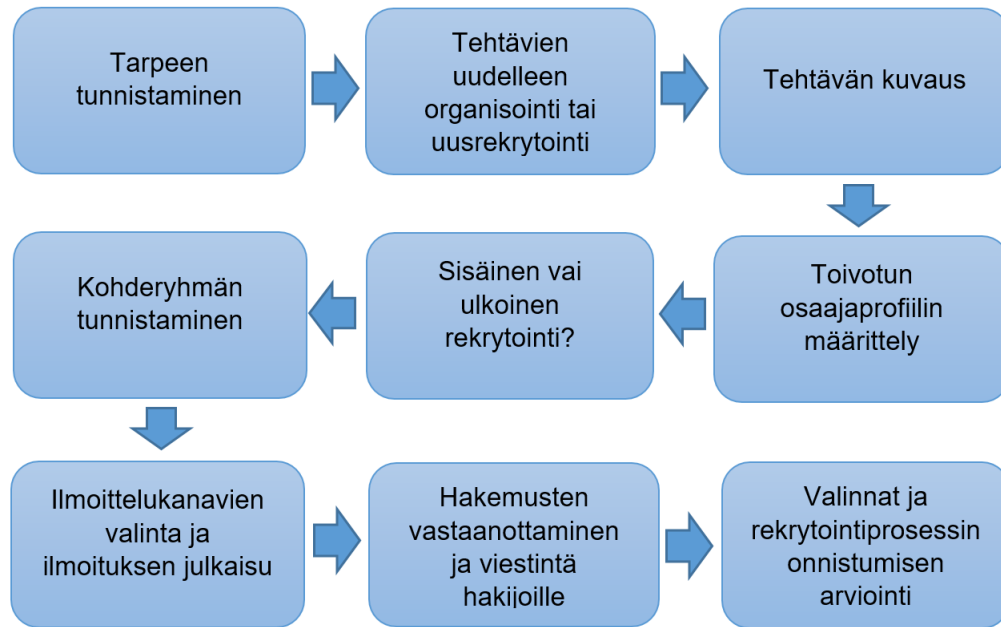 Tarpeen
tunnistaminen
Tehtävien
uudelleen
organisointi tai
uusrekrytointi
Tehtävän kuvaus
Toivotun
osaajaprofiilin
määrittely
Sisäinen vai
ulkoinen
rekrytointi?
Kohderyhmän
tunnistaminen
Ilmoittelukanavien
valinta ja
ilmoituksen julkaisu
Hakemusten
vastaanottaminen
ja viestintä
hakijoille
Valinnat ja
rekrytointiprosessin
onnistumisen
arviointi